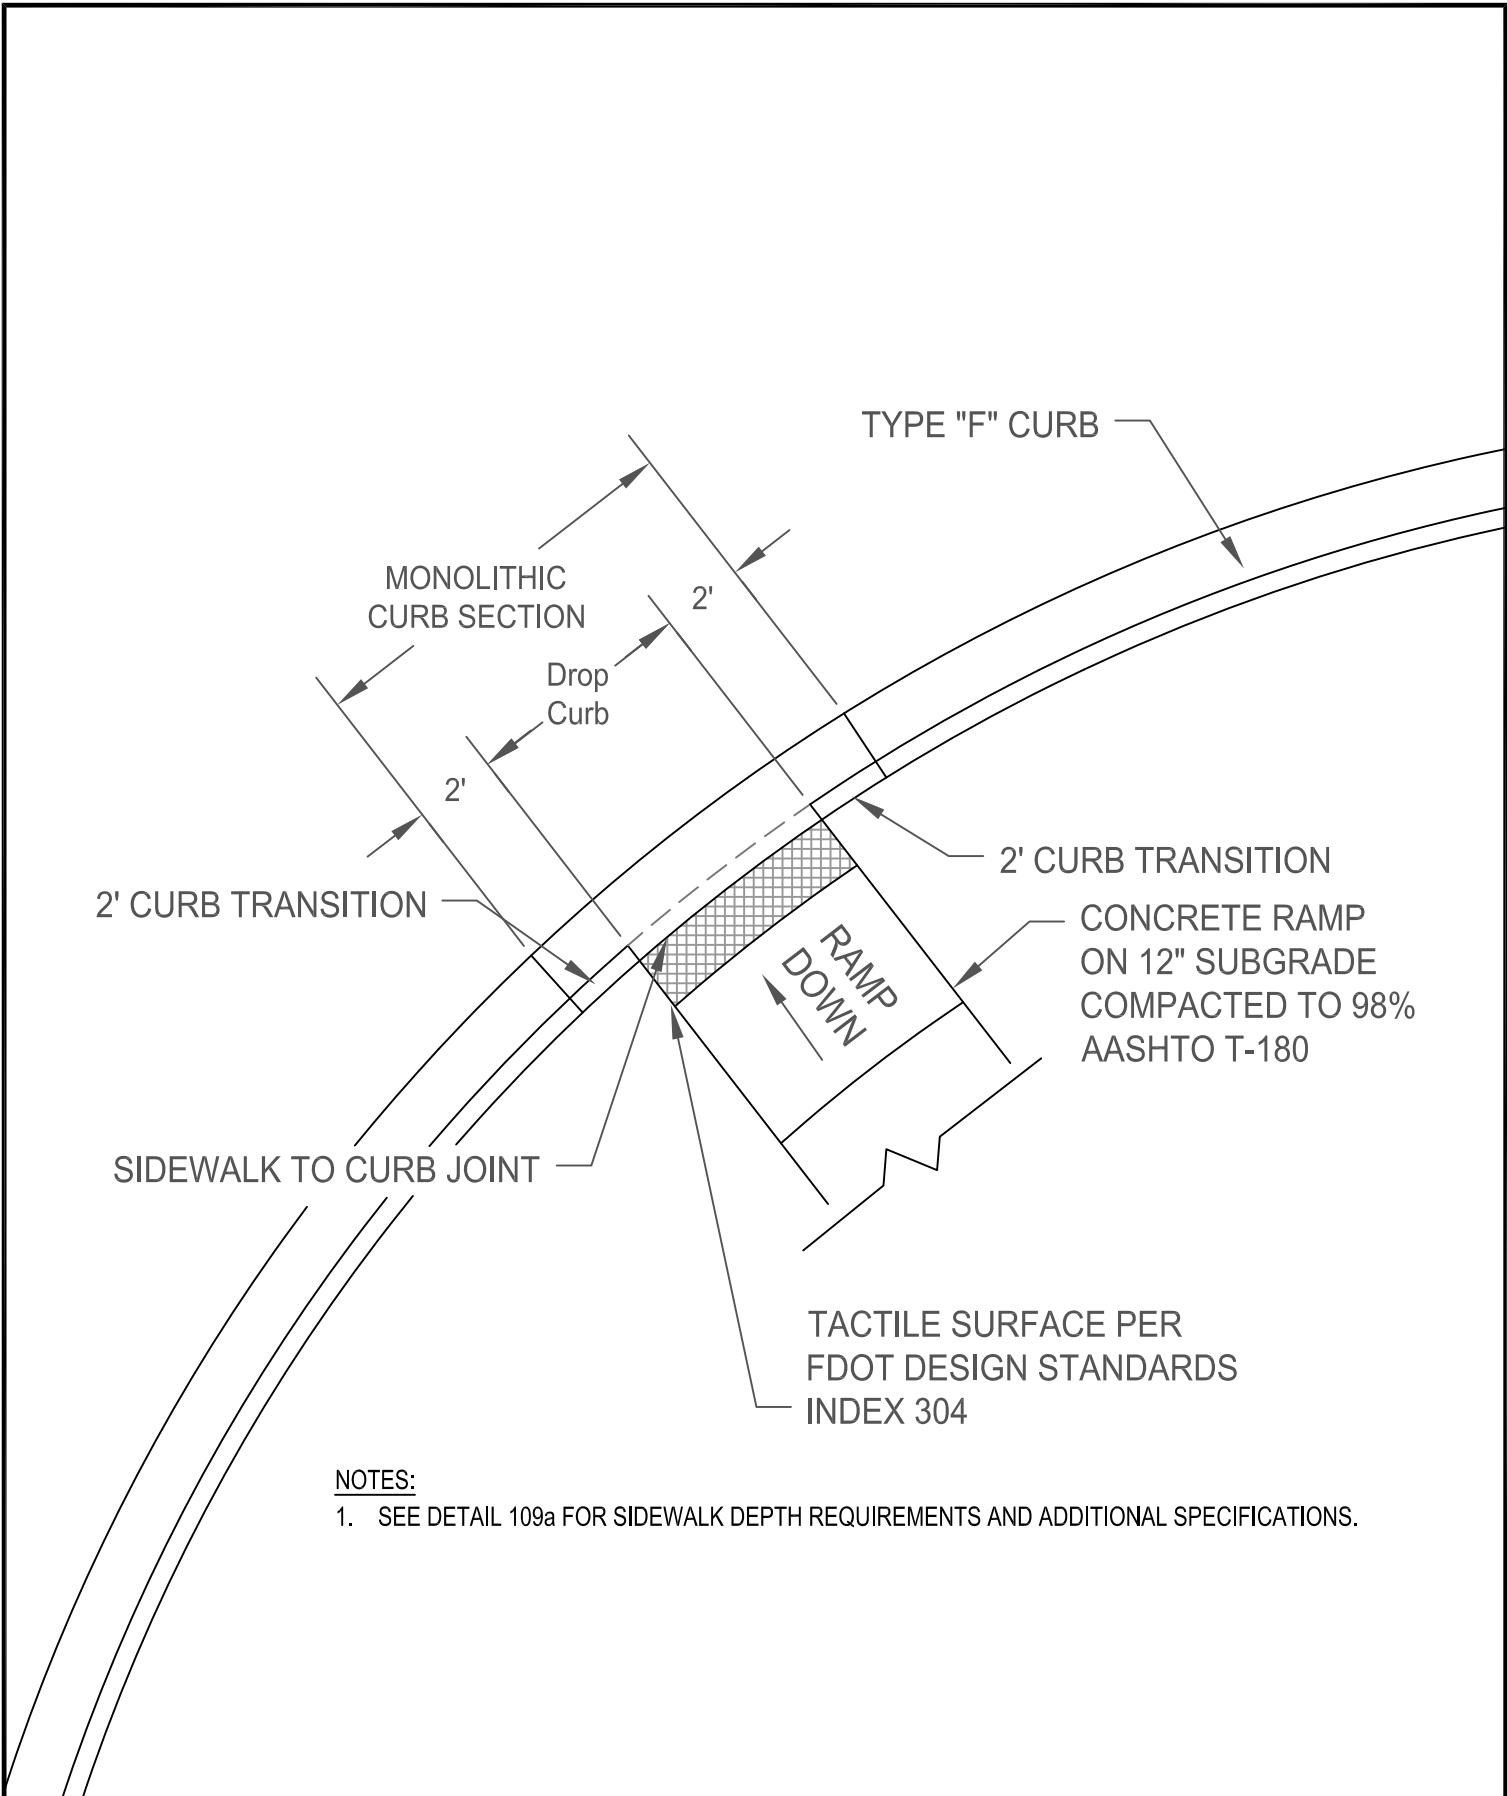 TYPE "F" CURB
MONOLITHIC
CURB SECTION
2'
Drop
Curb
2'
2' CURB TRANSITION
2' CURB TRANSITION
CONCRETE RAMP
ON 12" SUBGRADE
COMPACTED TO 98%
AASHTO T-180
RAMP
DOWN
SIDEWALK TO CURB JOINT
TACTILE SURFACE PER
FDOT DESIGN STANDARDS
INDEX 304
NOTES:
1. SEE DETAIL 109a FOR SIDEWALK DEPTH REQUIREMENTS AND ADDITIONAL SPECIFICATIONS.